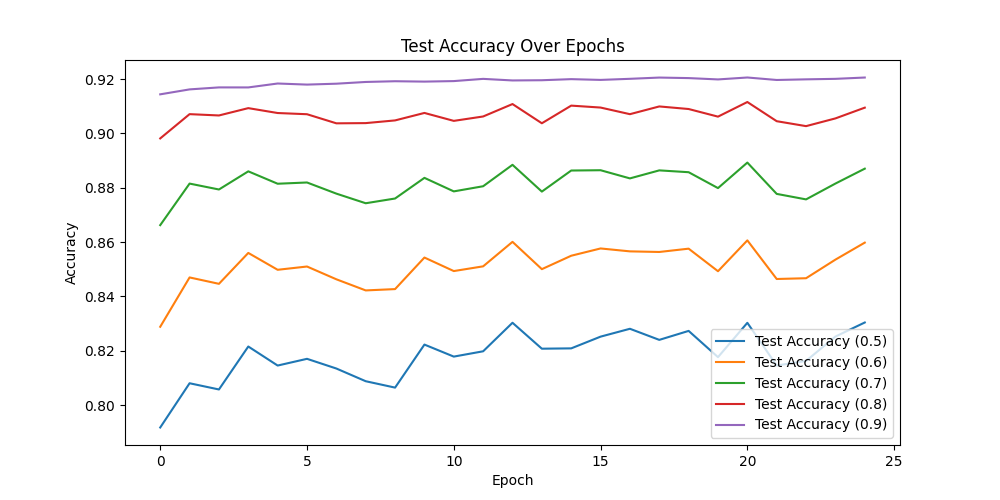 Test Accuracy Over Epochs
Accuracy
0.92
0.90
0.88
0.86
0.84
0.82
0.80
Test Accuracy (0.5)
Test Accuracy (0.6)
Test Accuracy (0.7)
Test Accuracy (0.8)
Test Accuracy (0.9)
0 5 10 15 20 25
Epoch